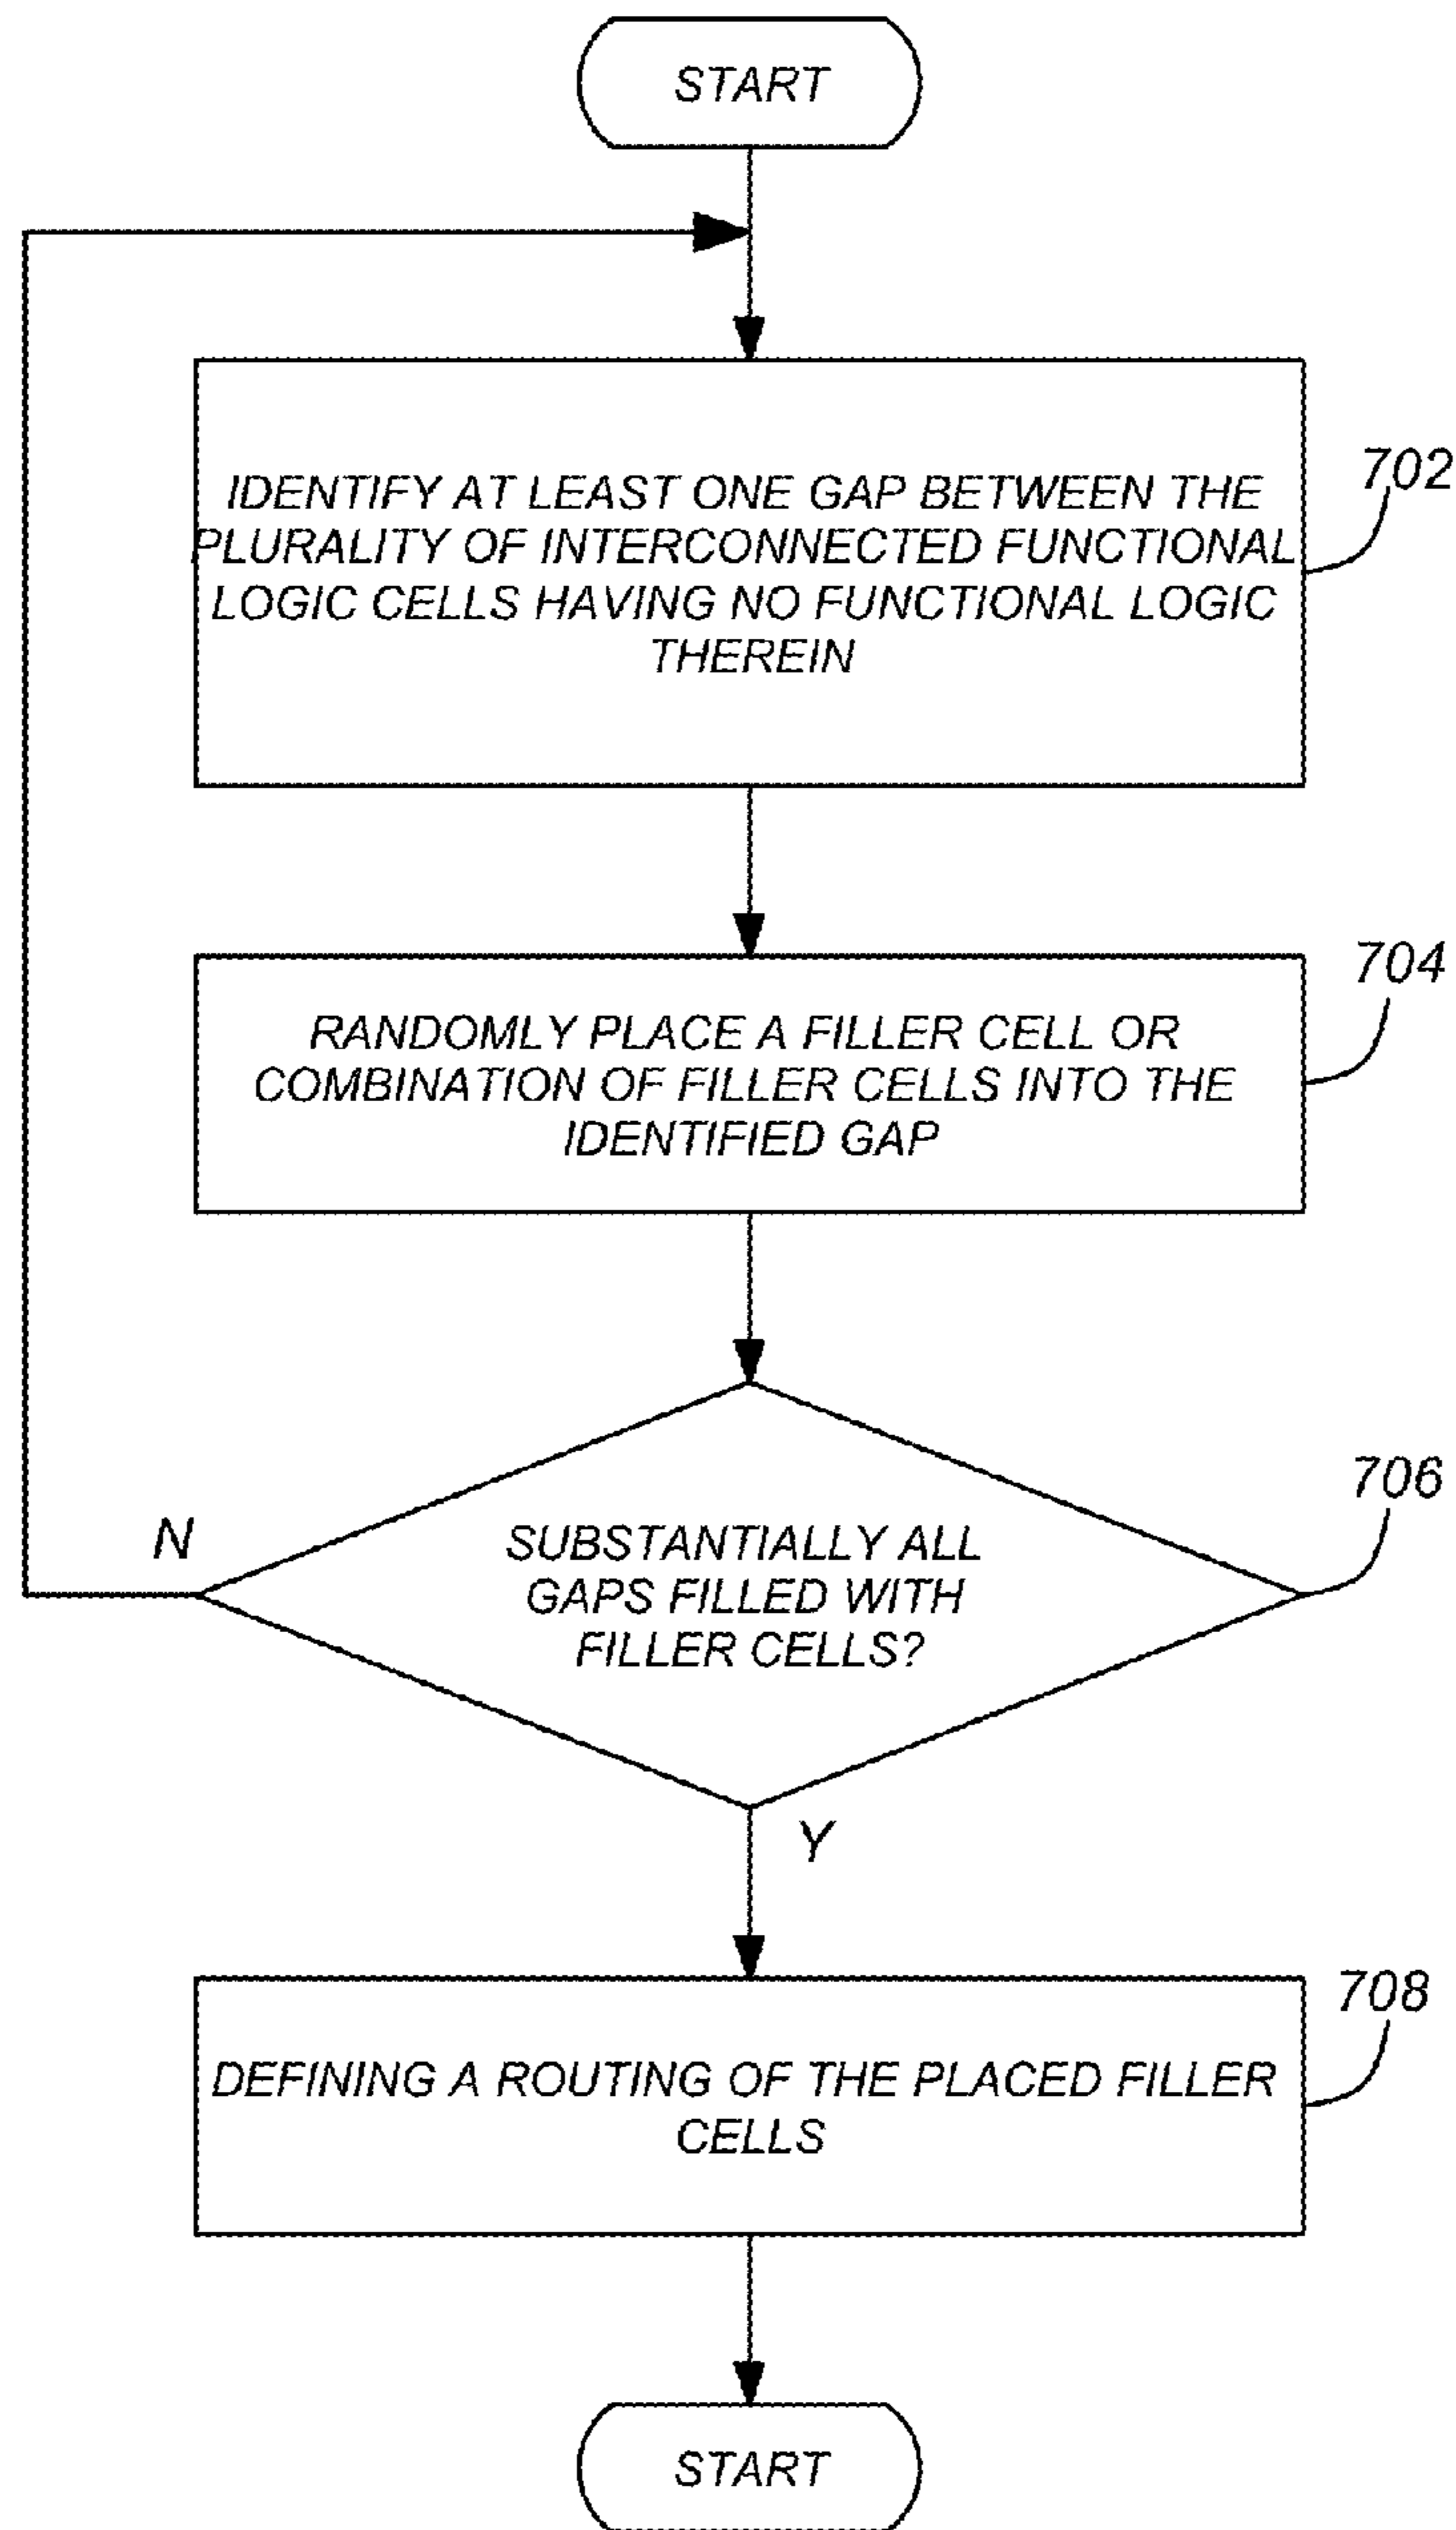 START
IDENTIFY AT LEAST ONE GAP BETWEEN THE
PLURALITY OF INTERCONNECTED FUNCTIONAL
LOGIC CELLS HAVING NO FUNCTIONAL LOGIC
THEREIN
702
RANDOMLY PLACE A FILLER CELL OR
COMBINATION OF FILLER CELLS INTO THE
IDENTIFIED GAP
704
SUBSTANTIALLY ALL
GAPS FILLED WITH
FILLER CELLS?
706
N
Y
DEFINING A ROUTING OF THE PLACED FILLER
CELLS
708
START